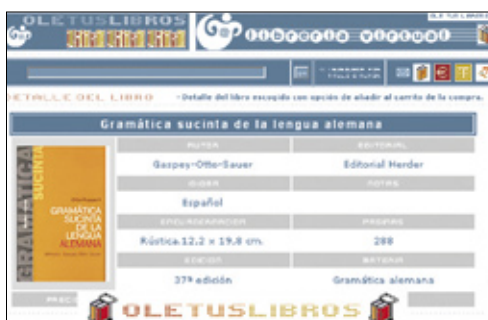 OLETUSLIBROS
librería virtual
DETALLE DEL LIBRO
- Detalle del libro escogido con opción de añadir al carrito de la compra.
Gramática sucinta de la lengua alemana
AUTOR
EDITORIAL
Gaspey-Otto-Sauer
Editorial Herder
IDIOMA
NOTAS
Español
ENCUADERNACION
PAGINAS
Rústica.12,2 x 19,8 cm.
288
EDICION
MATERIA
37ª edición
Gramática alemana
GRAMÁTICA
SUCINTA
GRAMÁTICA
SUCINTA
DE LA
LENGUA
ALEMANA
PRECIO
OLETUSLIBROS